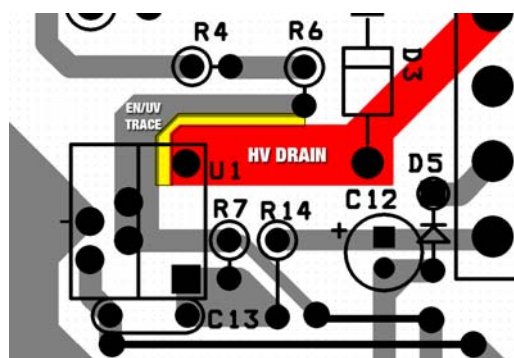 R4
R6
D3
EN/UV
TRACE
HV DRAIN
U1
D5
C12
R7
R14
+
C13